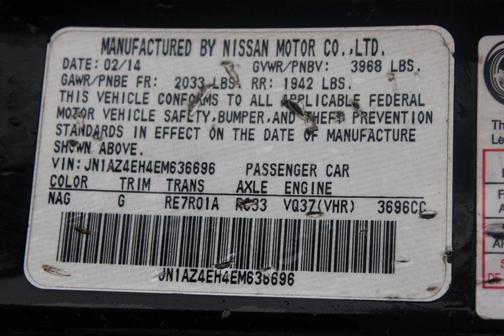 MANUFACTURED BY NISSAN MOTOR CO.,LTD.
DATE: 02/14 GVWR/PNBV: 3968 LBS.
GAWR/PNBE FR: 2033 LBS. RR: 1942 LBS.
THIS VEHICLE CONFORMS TO ALL APPLICABLE FEDERAL
MOTOR VEHICLE SAFETY,BUMPER,AND THEFT PREVENTION
STANDARDS IN EFFECT ON THE DATE OF MANUFACTURE
SHOWN ABOVE.
VIN: JN1AZ4EH4EM636696 PASSENGER CAR
COLOR TRIM TRANS AXLE ENGINE
NAG G RE7R01A RC33 VQ37(VHR) 3696CC
JN1AZ4EH4EM636696
The
Le